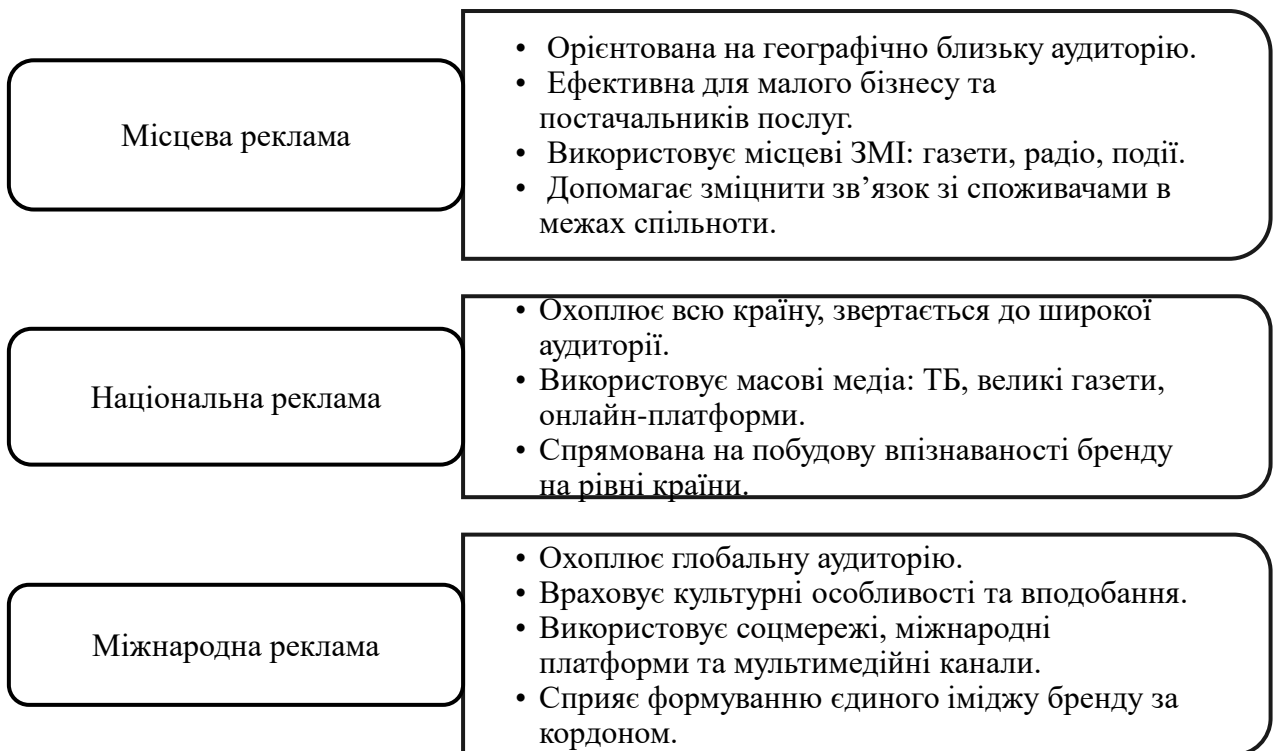 Місцева реклама
• Орієнтована на географічно близьку аудиторію.
• Ефективна для малого бізнесу та
постачальників послуг.
• Використовує місцеві ЗМІ: газети, радіо, події.
• Допомагає зміцнити зв’язок зі споживачами в
межах спільноти.
Національна реклама
• Охоплює всю країну, звертається до широкої
аудиторії.
• Використовує масові медіа: ТБ, великі газети,
онлайн-платформи.
• Спрямована на побудову впізнаваності бренду
на рівні країни.
Міжнародна реклама
• Охоплює глобальну аудиторію.
• Враховує культурні особливості та вподобання.
• Використовує соцмережі, міжнародні
платформи та мультимедійні канали.
• Сприяє формуванню єдиного іміджу бренду за
кордоном.